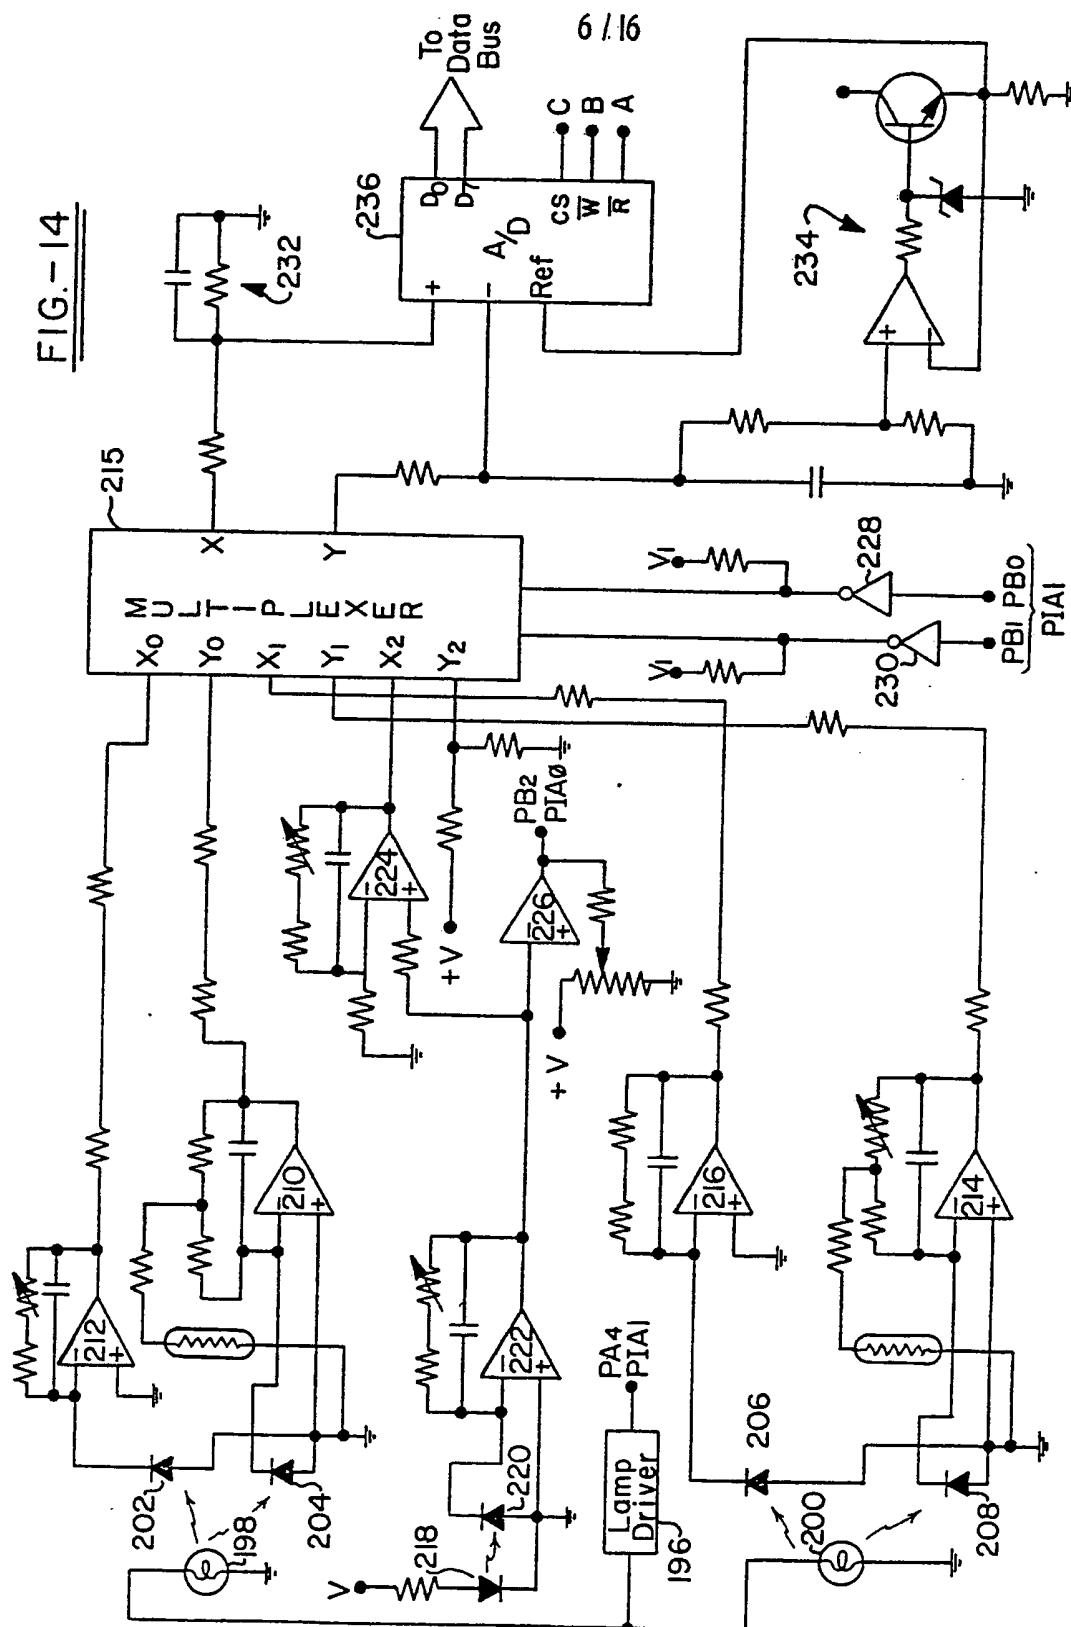 6/16
FIG.-14
To
Data
Bus
236
D0
D7
+
−
Ref
A/D
CS
W
R
C
B
A
232
234
+
−
215
MULTIPLEXER
X
Y
X0
Y0
X1
Y1
X2
Y2
V1
V1
228
230
PB1 PB0
PIA1
224
−
+
+V
PB2
PIAØ
226
−
+
+V
212
−
+
210
−
+
202
204
198
222
−
+
220
218
V
216
−
+
214
−
+
PA4
PIA1
Lamp
Driver
196
206
200
208